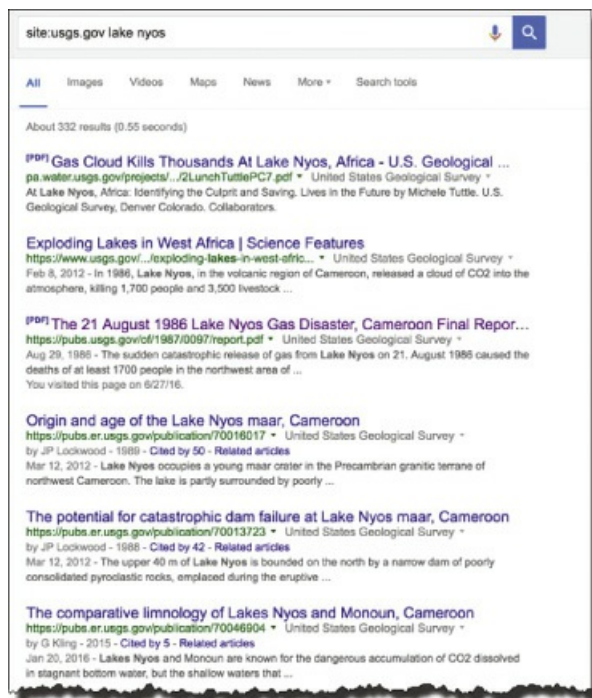 site:usgs.gov lake nyos
All Images Videos Maps News More ▾ Search tools
About 332 results (0.55 seconds)
[PDF] Gas Cloud Kills Thousands At Lake Nyos, Africa - U.S. Geological ...
pa.water.usgs.gov/projects/.../2LunchTuttlePC7.pdf ▾ United States Geological Survey ▾
At Lake Nyos, Africa: Identifying the Culprit and Saving. Lives in the Future by Michele Tuttle. U.S.
Geological Survey, Denver Colorado. Collaborators.
Exploding Lakes in West Africa | Science Features
https://www.usgs.gov/.../exploding-lakes-in-west-afric... ▾ United States Geological Survey ▾
Feb 8, 2012 - In 1986, Lake Nyos, in the volcanic region of Cameroon, released a cloud of CO2 into the
atmosphere, killing 1,700 people and 3,500 livestock ...
[PDF] The 21 August 1986 Lake Nyos Gas Disaster, Cameroon Final Repor...
https://pubs.usgs.gov/of/1987/0097/report.pdf ▾ United States Geological Survey ▾
Aug 29, 1986 - The sudden catastrophic release of gas from Lake Nyos on 21. August 1986 caused the
deaths of at least 1700 people in the northwest area of ...
You visited this page on 6/27/16.
Origin and age of the Lake Nyos maar, Cameroon
https://pubs.er.usgs.gov/publication/70016017 ▾ United States Geological Survey ▾
by JP Lockwood - 1989 - Cited by 50 - Related articles
Mar 12, 2012 - Lake Nyos occupies a young maar crater in the Precambrian granitic terrane of
northwest Cameroon. The lake is partly surrounded by poorly ...
The potential for catastrophic dam failure at Lake Nyos maar, Cameroon
https://pubs.er.usgs.gov/publication/70013723 ▾ United States Geological Survey ▾
by JP Lockwood - 1988 - Cited by 42 - Related articles
Mar 12, 2012 - The upper 40 m of Lake Nyos is bounded on the north by a narrow dam of poorly
consolidated pyroclastic rocks, emplaced during the eruptive ...
The comparative limnology of Lakes Nyos and Monoun, Cameroon
https://pubs.er.usgs.gov/publication/70046904 ▾ United States Geological Survey ▾
by G Kling - 2015 - Cited by 5 - Related articles
Jan 20, 2016 - Lakes Nyos and Monoun are known for the dangerous accumulation of CO2 dissolved
in stagnant bottom water, but the shallow waters that ...